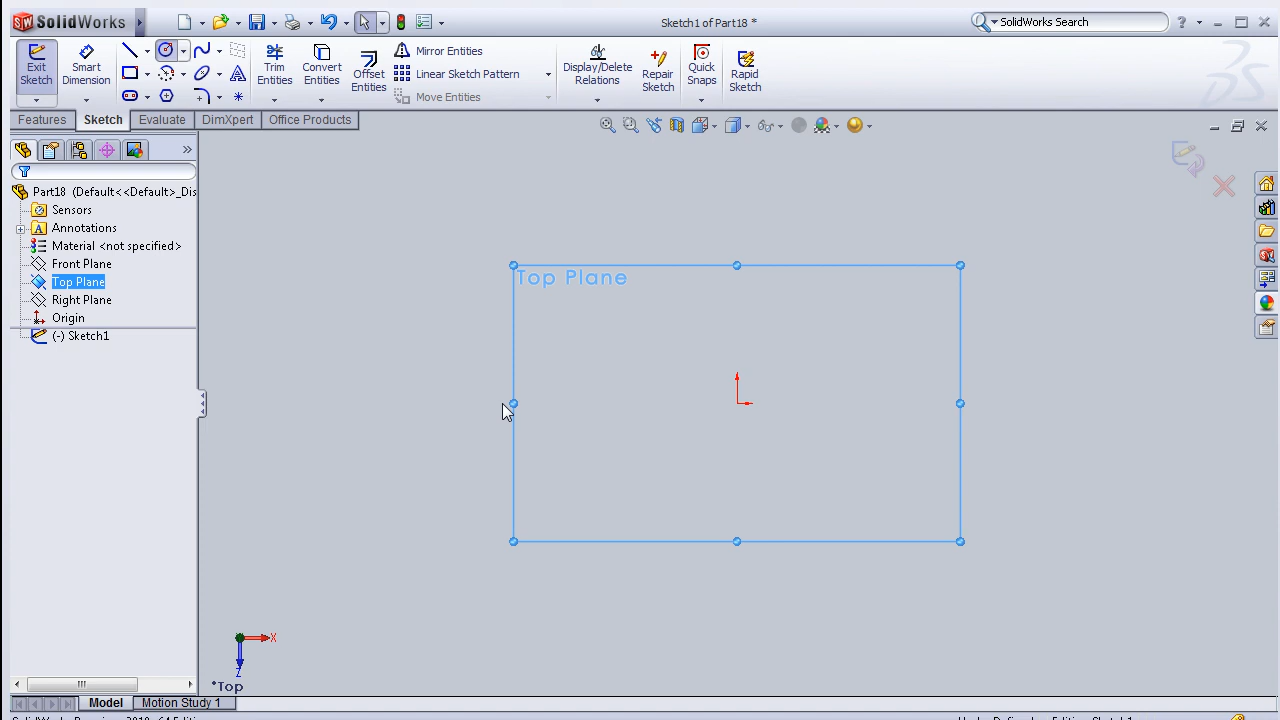 SolidWorks
Sketch1 of Part18 *
SolidWorks Search
Exit Sketch
Smart Dimension
Trim Entities
Convert Entities
Offset Entities
Mirror Entities
Linear Sketch Pattern
Move Entities
Display/Delete Relations
Repair Sketch
Quick Snaps
Rapid Sketch
Features
Sketch
Evaluate
DimXpert
Office Products
Part18 (Default<<Default>_Dis
Sensors
Annotations
Material <not specified>
Front Plane
Top Plane
Right Plane
Origin
(-) Sketch1
Top Plane
X
Z
*Top
Model
Motion Study 1